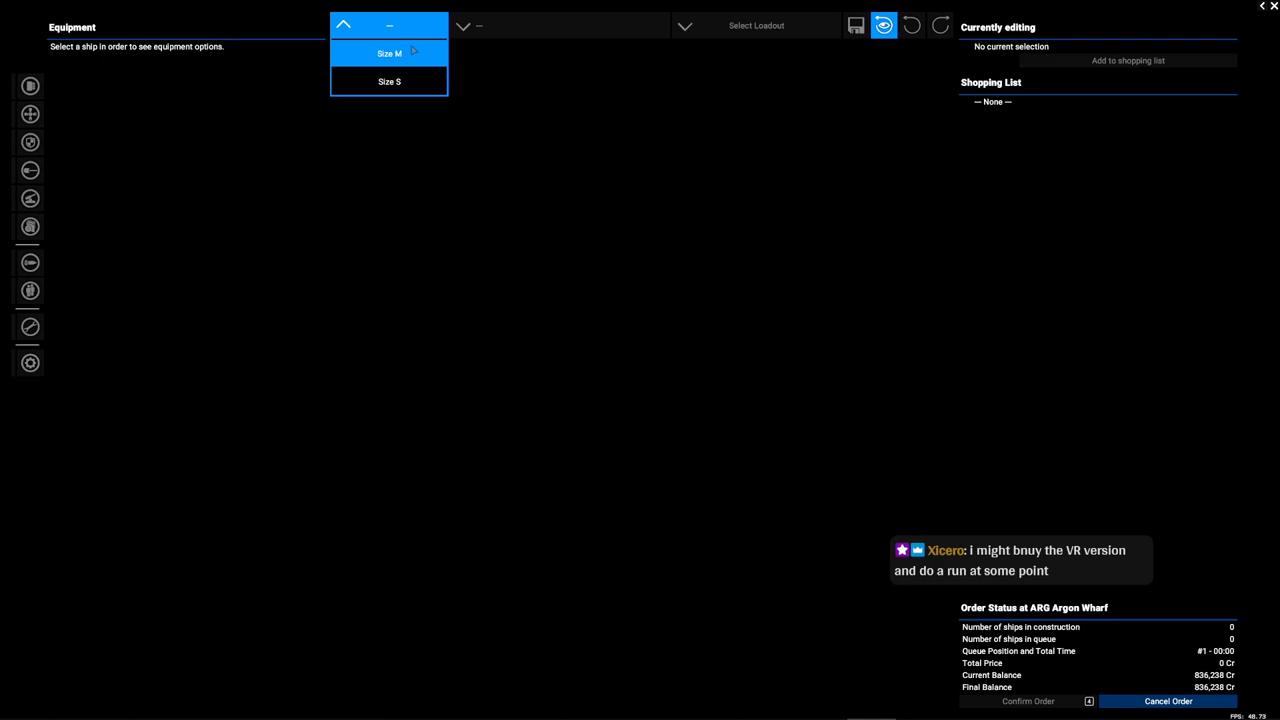 Equipment
Select a ship in order to see equipment options.
—
Size M
Size S
—
Select Loadout
Currently editing
No current selection
Add to shopping list
Shopping List
— None —
Xicero: i might bnuy the VR version
and do a run at some point
Order Status at ARG Argon Wharf
Number of ships in construction 0
Number of ships in queue 0
Queue Position and Total Time #1 - 00:00
Total Price 0 Cr
Current Balance 836,238 Cr
Final Balance 836,238 Cr
Confirm Order 4 Cancel Order
FPS: 48.73